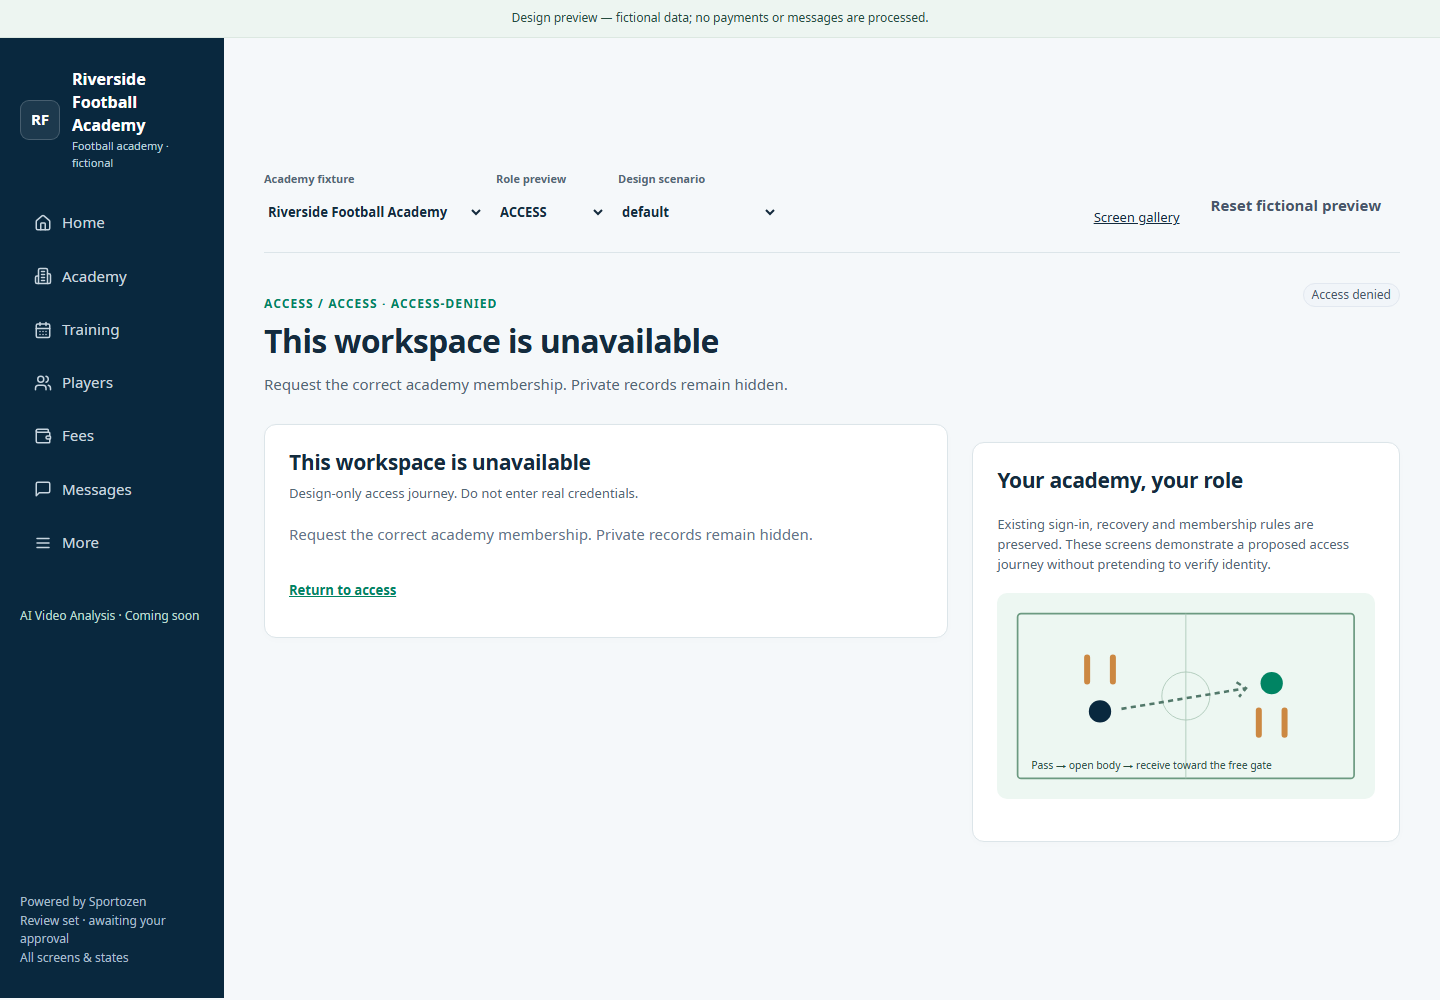 Design preview — fictional data; no payments or messages are processed.
RF
Riverside
Football
Academy
Football academy ·
fictional
Home
Academy
Training
Players
Fees
Messages
More
AI Video Analysis · Coming soon
Powered by Sportozen
Review set · awaiting your
approval
All screens & states
Academy fixture
Role preview
Design scenario
Riverside Football Academy
ACCESS
default
Screen gallery
Reset fictional preview
ACCESS / ACCESS · ACCESS-DENIED
Access denied
This workspace is unavailable
Request the correct academy membership. Private records remain hidden.
This workspace is unavailable
Design-only access journey. Do not enter real credentials.
Request the correct academy membership. Private records remain hidden.
Return to access
Your academy, your role
Existing sign-in, recovery and membership rules are
preserved. These screens demonstrate a proposed access
journey without pretending to verify identity.
Pass → open body → receive toward the free gate